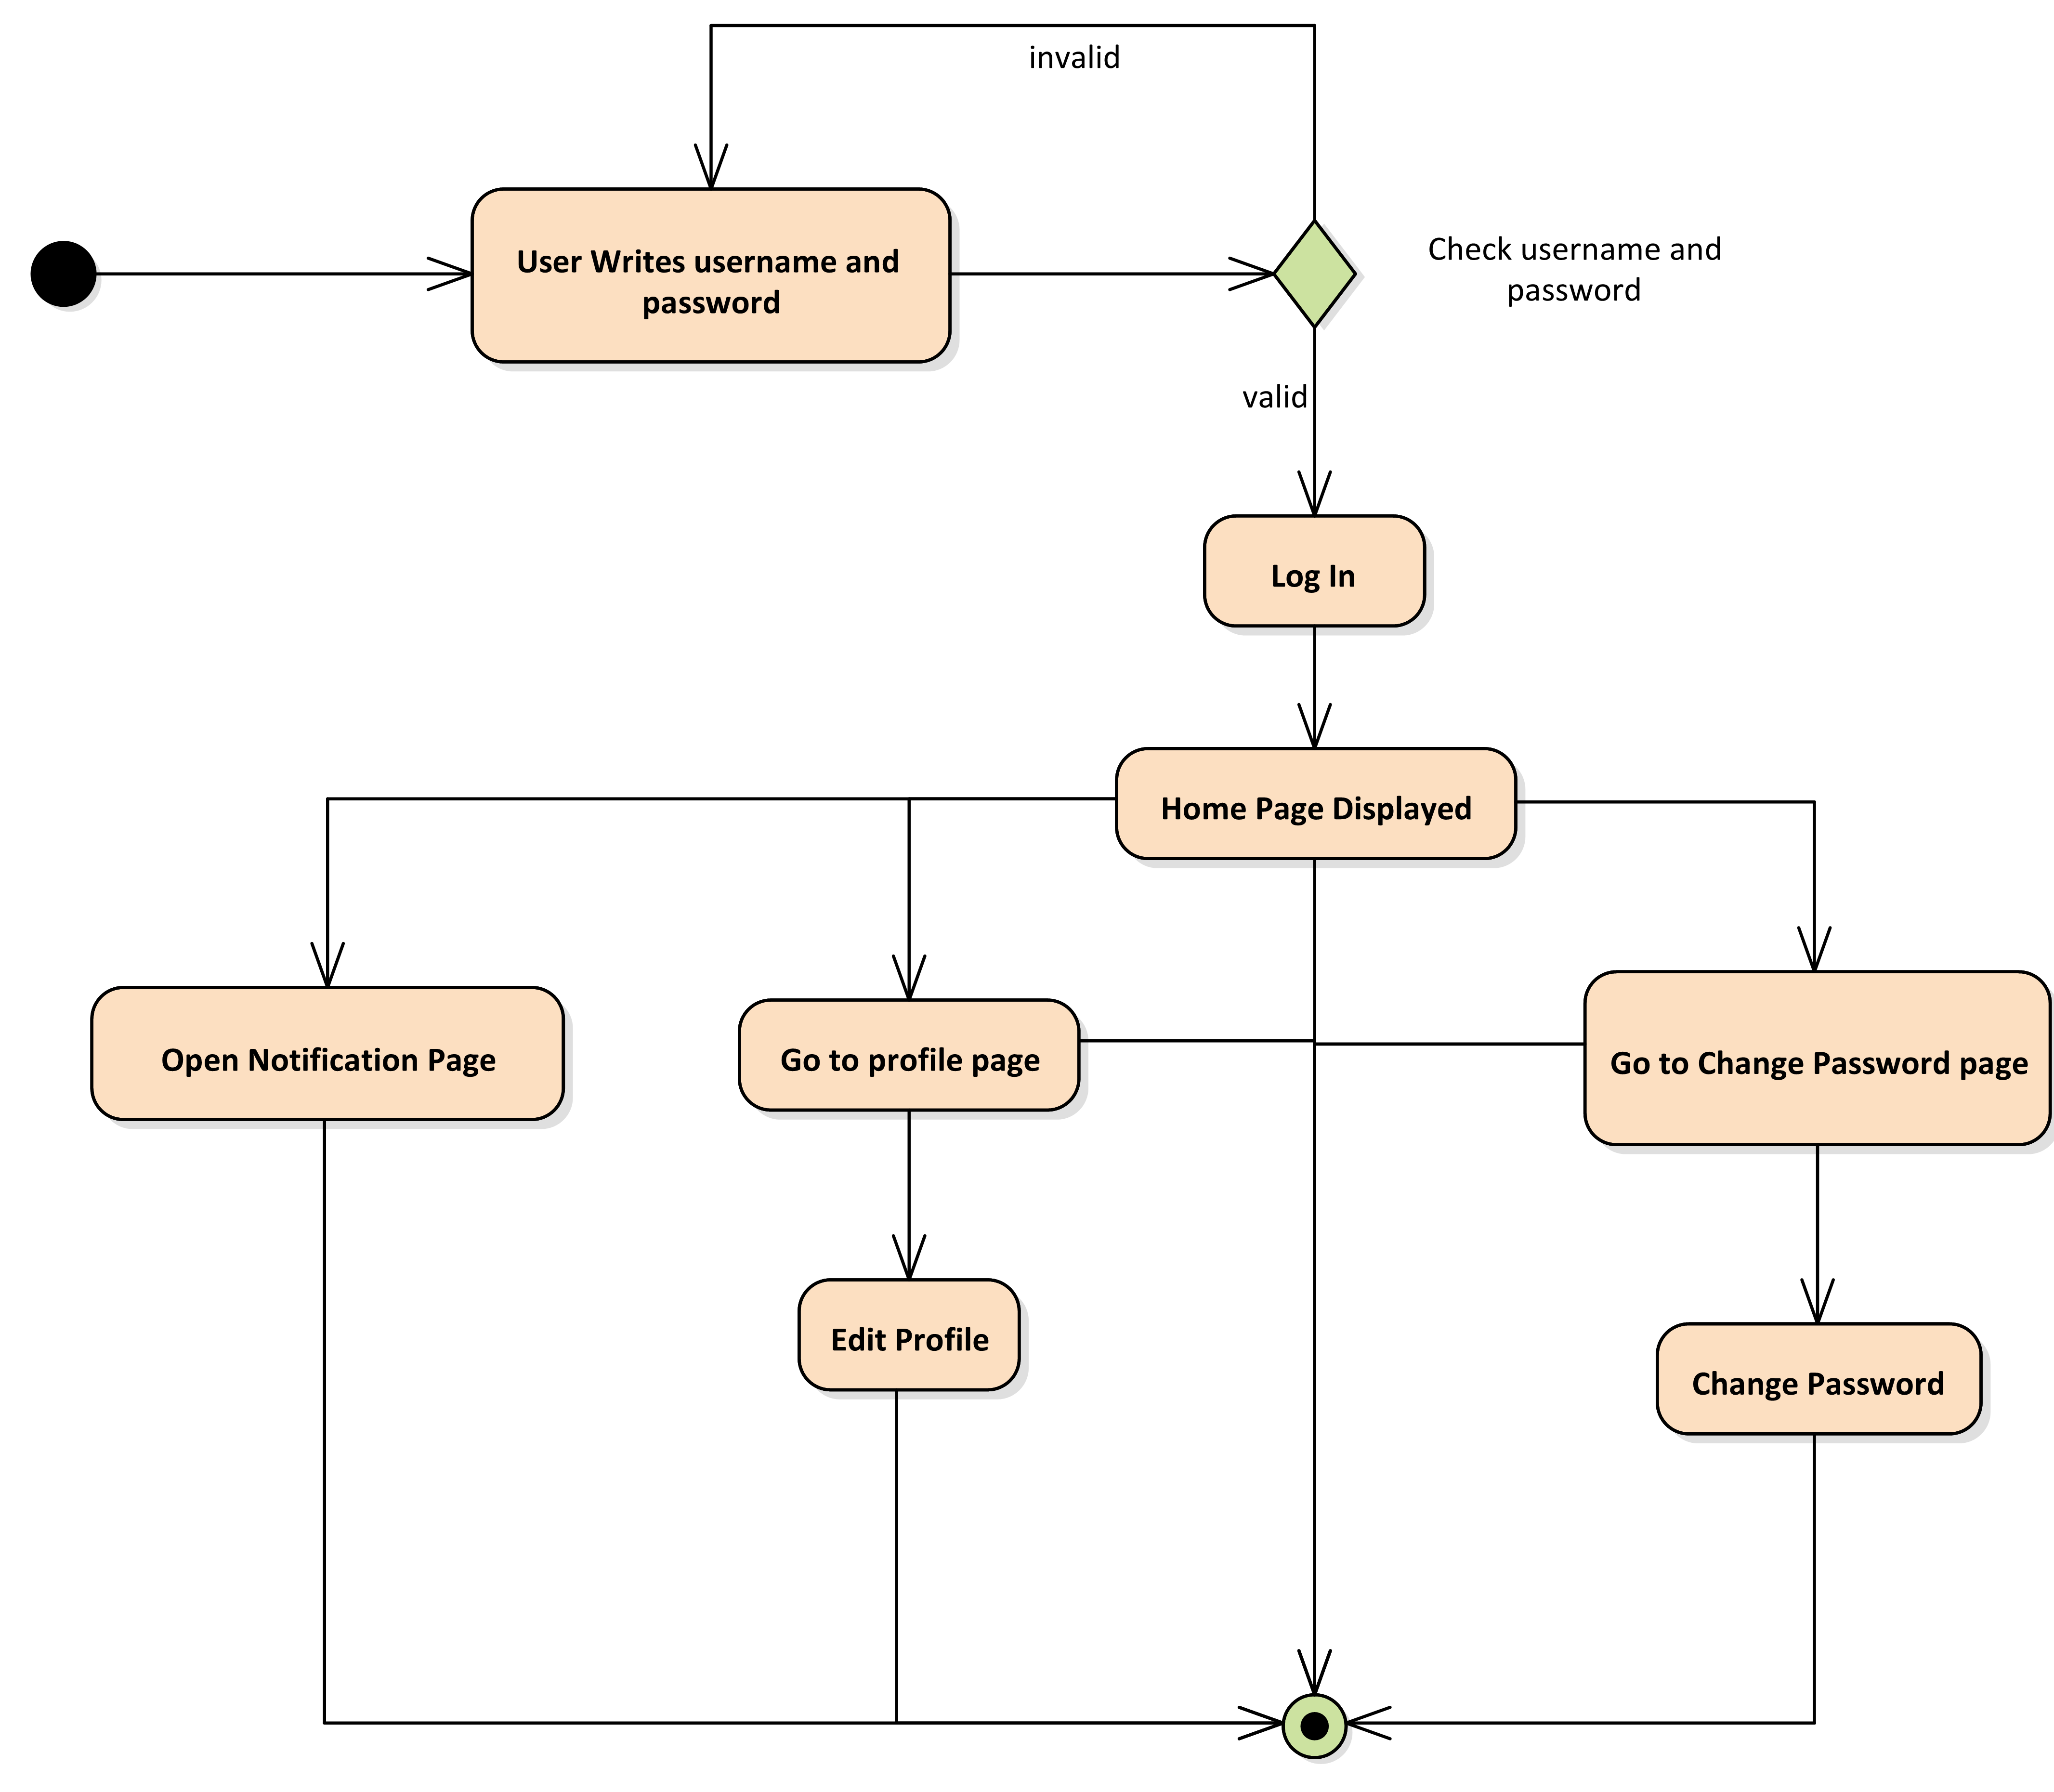 invalid
User Writes username and
password
Check username and
password
valid
Log In
Home Page Displayed
Open Notification Page
Go to profile page
Go to Change Password page
Edit Profile
Change Password